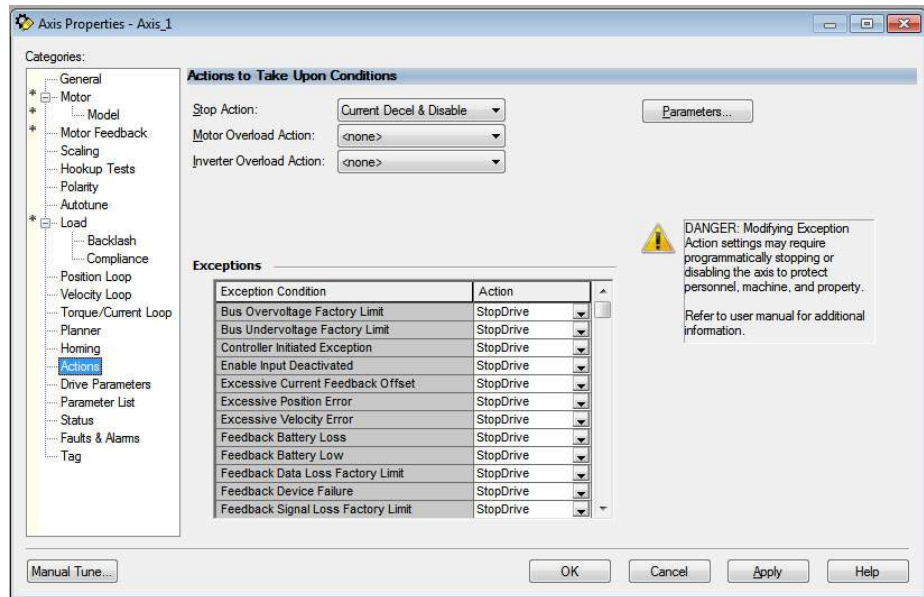 Axis Properties - Axis_1
Categories:
General
* Motor
* Model
* Motor Feedback
Scaling
Hookup Tests
Polarity
Autotune
* Load
Backlash
Compliance
Position Loop
Velocity Loop
Torque/Current Loop
Planner
Homing
Actions
Drive Parameters
Parameter List
Status
Faults & Alarms
Tag
Actions to Take Upon Conditions
Stop Action: Current Decel & Disable Parameters...
Motor Overload Action: <none>
Inverter Overload Action: <none>
DANGER: Modifying Exception
Action settings may require
programmatically stopping or
disabling the axis to protect
personnel, machine, and property.
Refer to user manual for additional
information.
Exceptions
Exception Condition Action
Bus Overvoltage Factory Limit StopDrive
Bus Undervoltage Factory Limit StopDrive
Controller Initiated Exception StopDrive
Enable Input Deactivated StopDrive
Excessive Current Feedback Offset StopDrive
Excessive Position Error StopDrive
Excessive Velocity Error StopDrive
Feedback Battery Loss StopDrive
Feedback Battery Low StopDrive
Feedback Data Loss Factory Limit StopDrive
Feedback Device Failure StopDrive
Feedback Signal Loss Factory Limit StopDrive
Manual Tune... OK Cancel Apply Help